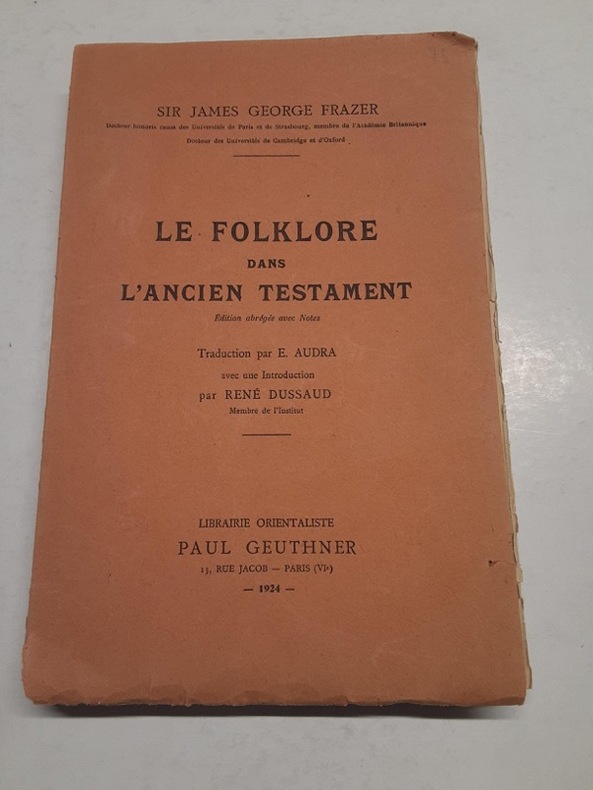 SIR JAMES GEORGE FRAZER
Docteur honoris causa des Universités de Paris et de Strasbourg, membre de l'Académie Britannique
Docteur des Universités de Cambridge et d'Oxford
LE FOLKLORE
DANS
L'ANCIEN TESTAMENT
Édition abrégée avec Notes
Traduction par E. AUDRA
avec une Introduction
par RENÉ DUSSAUD
Membre de l'Institut
LIBRAIRIE ORIENTALISTE
PAUL GEUTHNER
13, RUE JACOB — PARIS (VIe)
— 1924 —